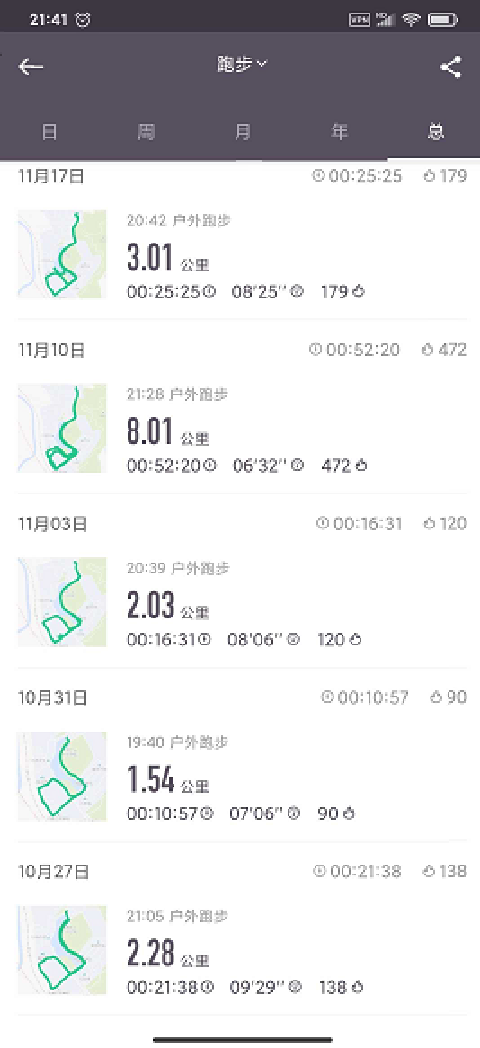 21:41
跑步
日 周 月 年 总
11月17日 00:25:25 179
20:42 户外跑步
3.01 公里
00:25:25 08'25'' 179
11月10日 00:52:20 472
21:28 户外跑步
8.01 公里
00:52:20 06'32'' 472
11月03日 00:16:31 120
20:39 户外跑步
2.03 公里
00:16:31 08'06'' 120
10月31日 00:10:57 90
19:40 户外跑步
1.54 公里
00:10:57 07'06'' 90
10月27日 00:21:38 138
21:05 户外跑步
2.28 公里
00:21:38 09'29'' 138